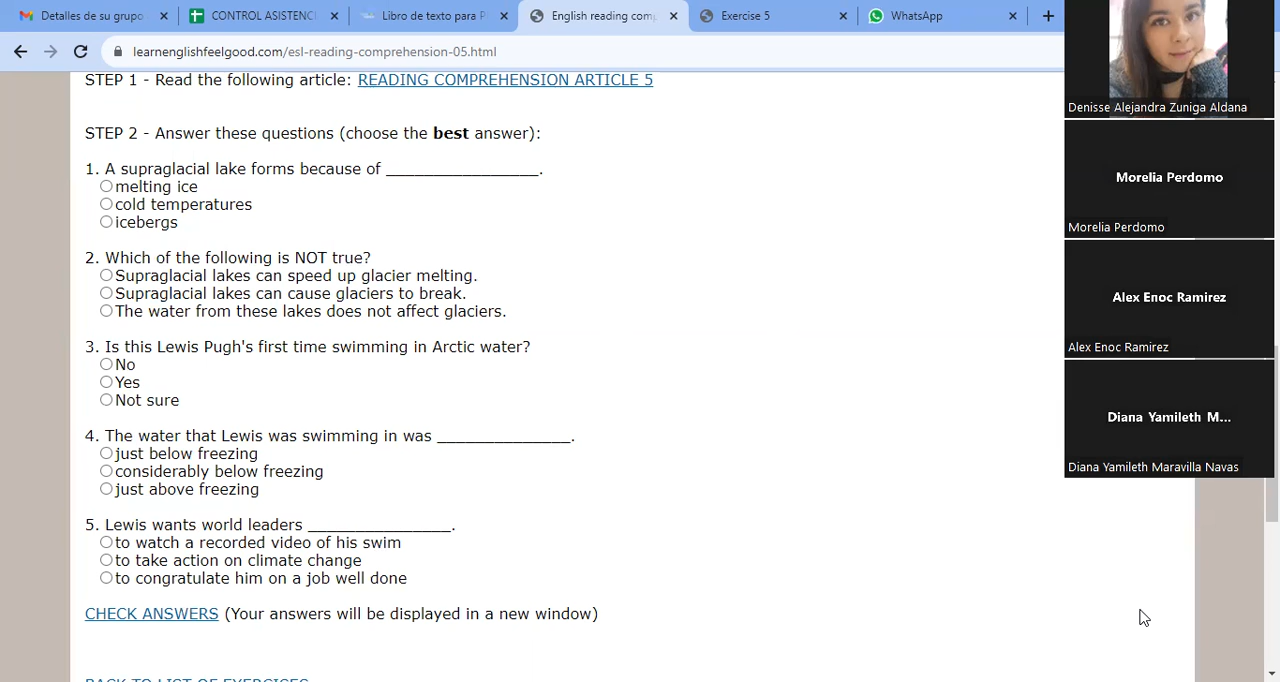 Detalles de su grupo
CONTROL ASISTENCI
Libro de texto para P
English reading comp
Exercise 5
WhatsApp
learnenglishfeelgood.com/esl-reading-comprehension-05.html
STEP 1 - Read the following article: READING COMPREHENSION ARTICLE 5
STEP 2 - Answer these questions (choose the best answer):
1. A supraglacial lake forms because of _________________.
melting ice
cold temperatures
icebergs
2. Which of the following is NOT true?
Supraglacial lakes can speed up glacier melting.
Supraglacial lakes can cause glaciers to break.
The water from these lakes does not affect glaciers.
3. Is this Lewis Pugh's first time swimming in Arctic water?
No
Yes
Not sure
4. The water that Lewis was swimming in was _______________.
just below freezing
considerably below freezing
just above freezing
5. Lewis wants world leaders ________________.
to watch a recorded video of his swim
to take action on climate change
to congratulate him on a job well done
CHECK ANSWERS (Your answers will be displayed in a new window)
BACK TO LIST OF EXERCISES
Denisse Alejandra Zuniga Aldana
Morelia Perdomo
Morelia Perdomo
Alex Enoc Ramirez
Alex Enoc Ramirez
Diana Yamileth M...
Diana Yamileth Maravilla Navas